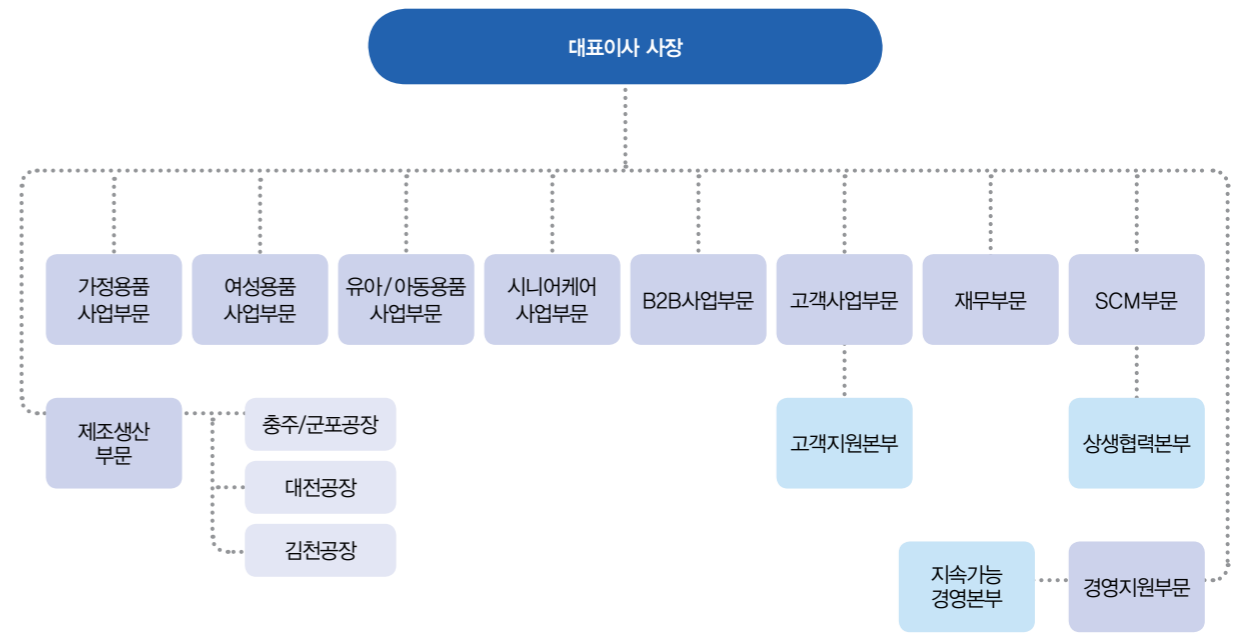 대표이사 사장
가정용품
사업부문
여성용품
사업부문
유아/아동용품
사업부문
시니어케어
사업부문
B2B사업부문
고객사업부문
재무부문
SCM부문
제조생산
부문
충주/군포공장
대전공장
김천공장
고객지원본부
상생협력본부
지속가능
경영본부
경영지원부문